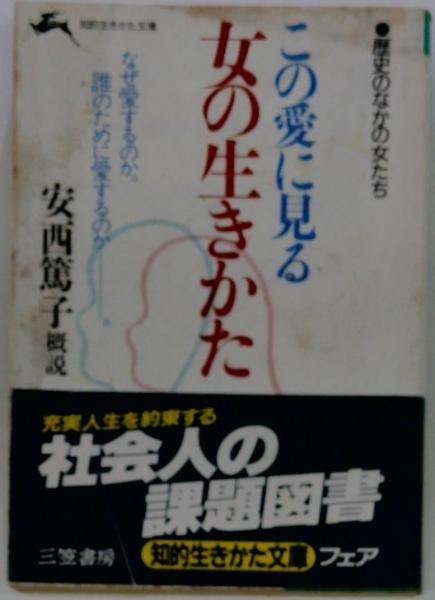 知的生きかた文庫
●歴史のなかの女たち
この愛に見る
女の生きかた
なぜ愛するのか。
誰のために愛するのか――。
安西篤子 概説
充実人生を約束する
社会人の
課題図書
三笠書房
知的生きかた文庫 フェア